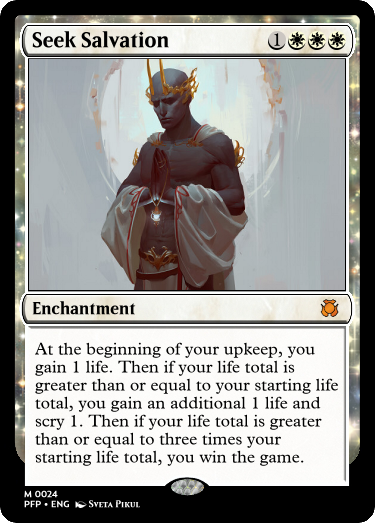 Seek Salvation 1
Enchantment
At the beginning of your upkeep, you
gain 1 life. Then if your life total is
greater than or equal to your starting life
total, you gain an additional 1 life and
scry 1. Then if your life total is greater
than or equal to three times your
starting life total, you win the game.
M 0024
PFP • ENG Sveta Pikul